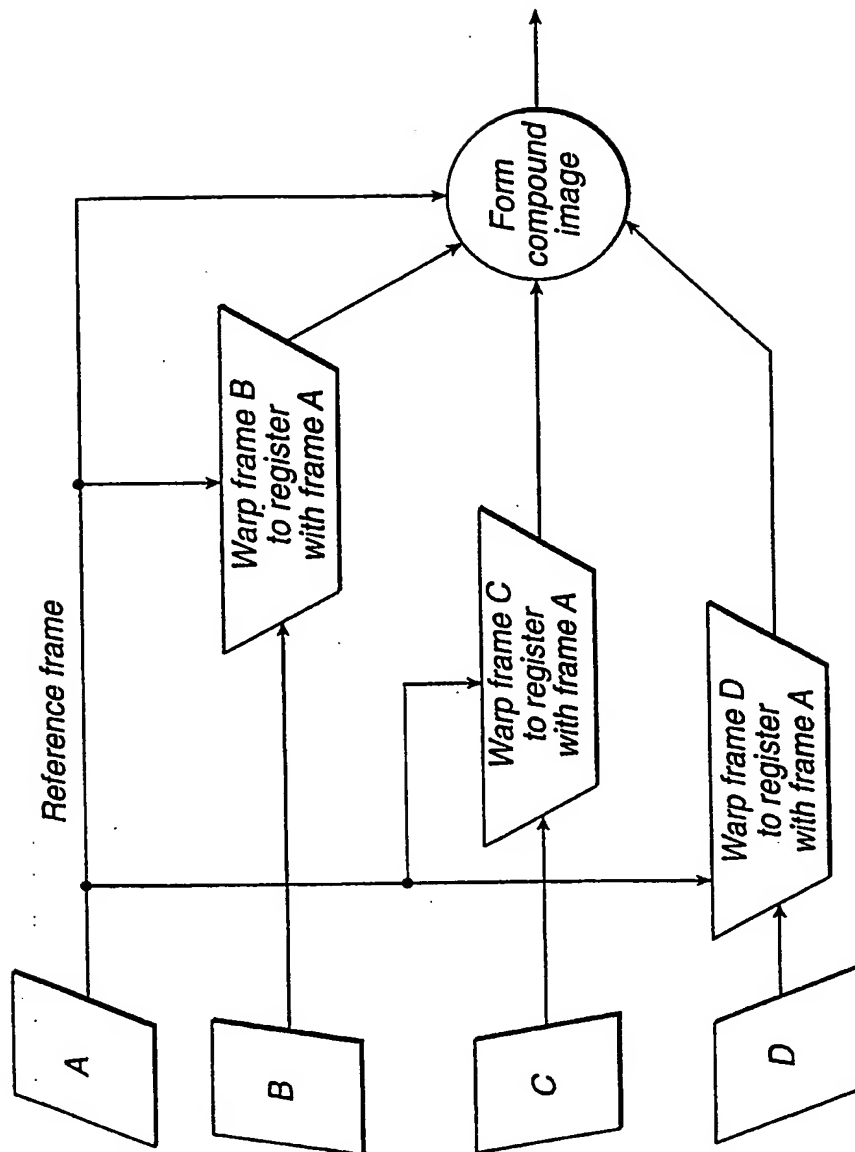 A
Reference frame
B
Warp frame B
to register
with frame A
Form
compound
image
C
Warp frame C
to register
with frame A
D
Warp frame D
to register
with frame A